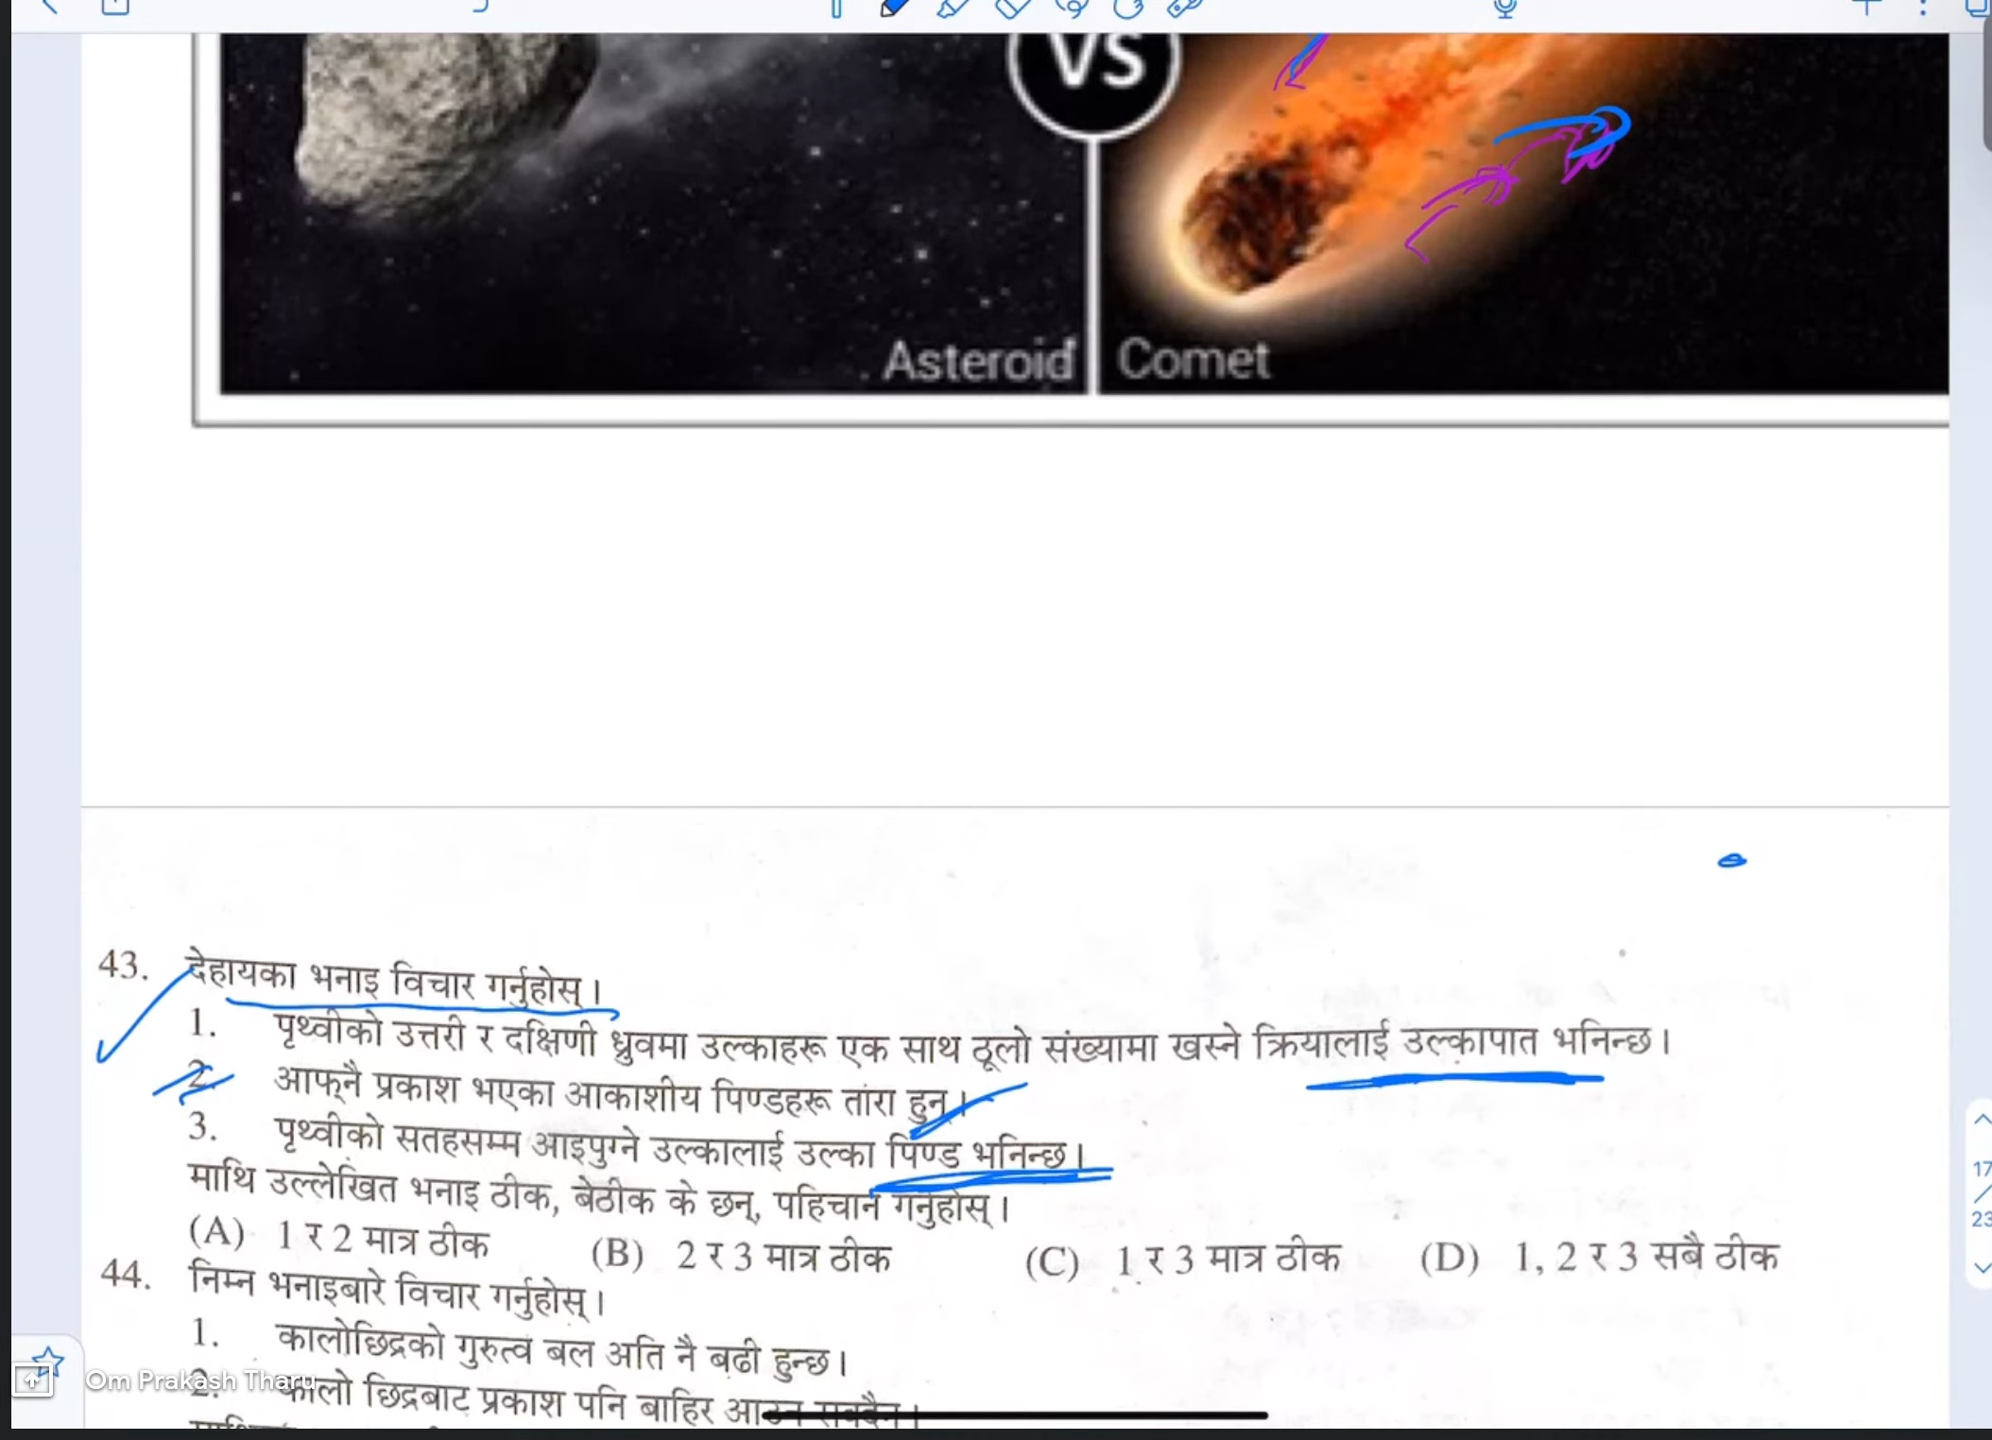 VS
Asteroid
Comet
43. देहायका भनाइ विचार गर्नुहोस् ।
1. पृथ्वीको उत्तरी र दक्षिणी ध्रुवमा उल्काहरू एक साथ ठूलो संख्यामा खस्ने क्रियालाई उल्कापात भनिन्छ ।
2. आफ्नै प्रकाश भएका आकाशीय पिण्डहरू तारा हुन् ।
3. पृथ्वीको सतहसम्म आइपुग्ने उल्कालाई उल्का पिण्ड भनिन्छ ।
माथि उल्लेखित भनाइ ठीक, बेठीक के छन्, पहिचान गर्नुहोस् ।
(A) 1 र 2 मात्र ठीक (B) 2 र 3 मात्र ठीक (C) 1 र 3 मात्र ठीक (D) 1, 2 र 3 सबै ठीक
44. निम्न भनाइबारे विचार गर्नुहोस् ।
1. कालोछिद्रको गुरुत्व बल अति नै बढी हुन्छ ।
2. कालो छिद्रबाट प्रकाश पनि बाहिर
17
23
Om Prakash Tharu